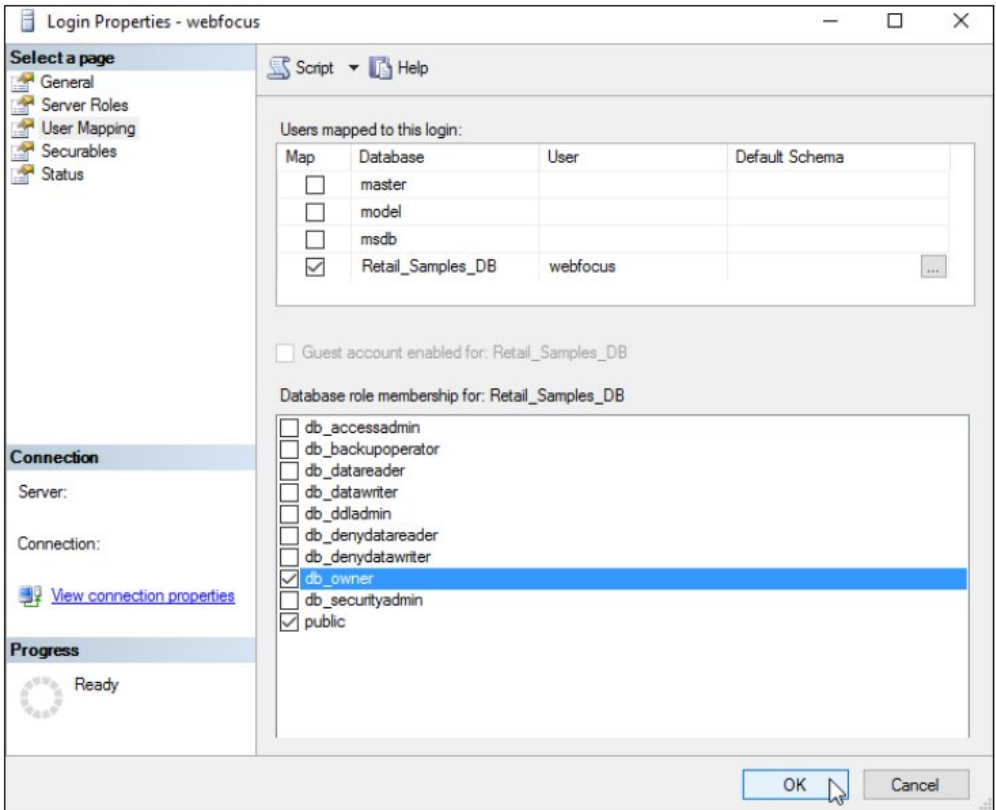 Login Properties - webfocus
Select a page
General
Server Roles
User Mapping
Securables
Status
Script Help
Users mapped to this login:
Map Database User Default Schema
master
model
msdb
Retail_Samples_DB webfocus ...
Guest account enabled for: Retail_Samples_DB
Database role membership for: Retail_Samples_DB
db_accessadmin
db_backupoperator
db_datareader
db_datawriter
db_ddladmin
db_denydatareader
db_denydatawriter
db_owner
db_securityadmin
public
Connection
Server:
Connection:
View connection properties
Progress
Ready
OK Cancel